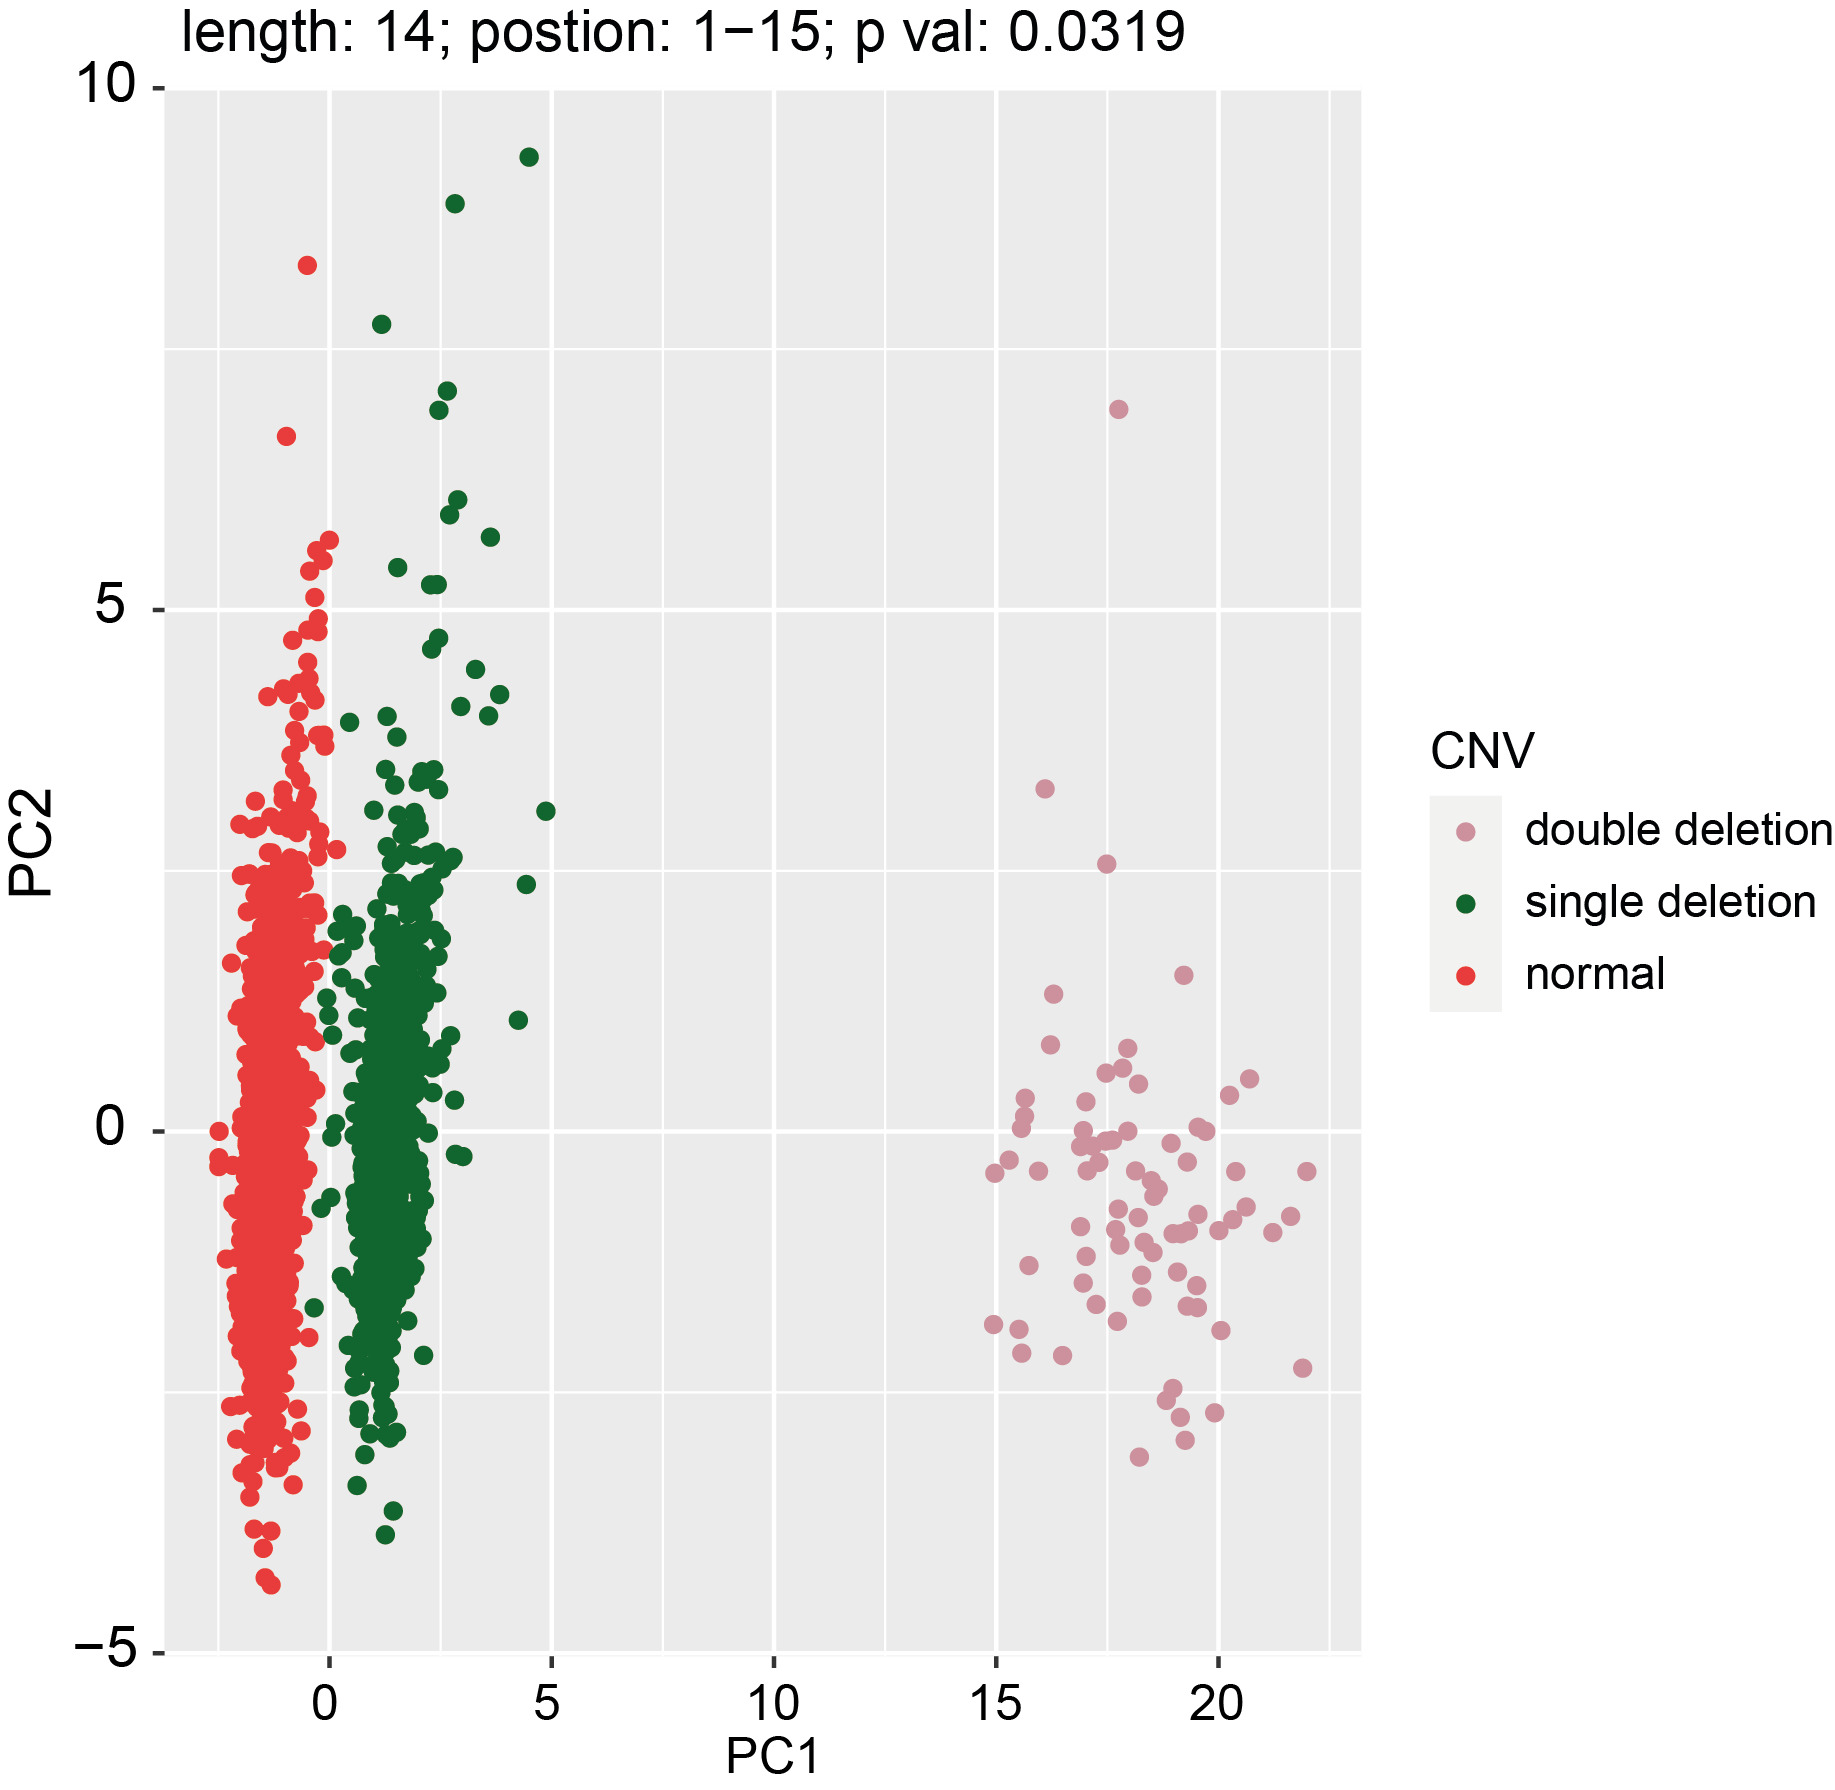 length: 14; postion: 1−15; p val: 0.0319
10
5
0
−5
PC2
0
5
10
15
20
PC1
CNV
double deletion
single deletion
normal